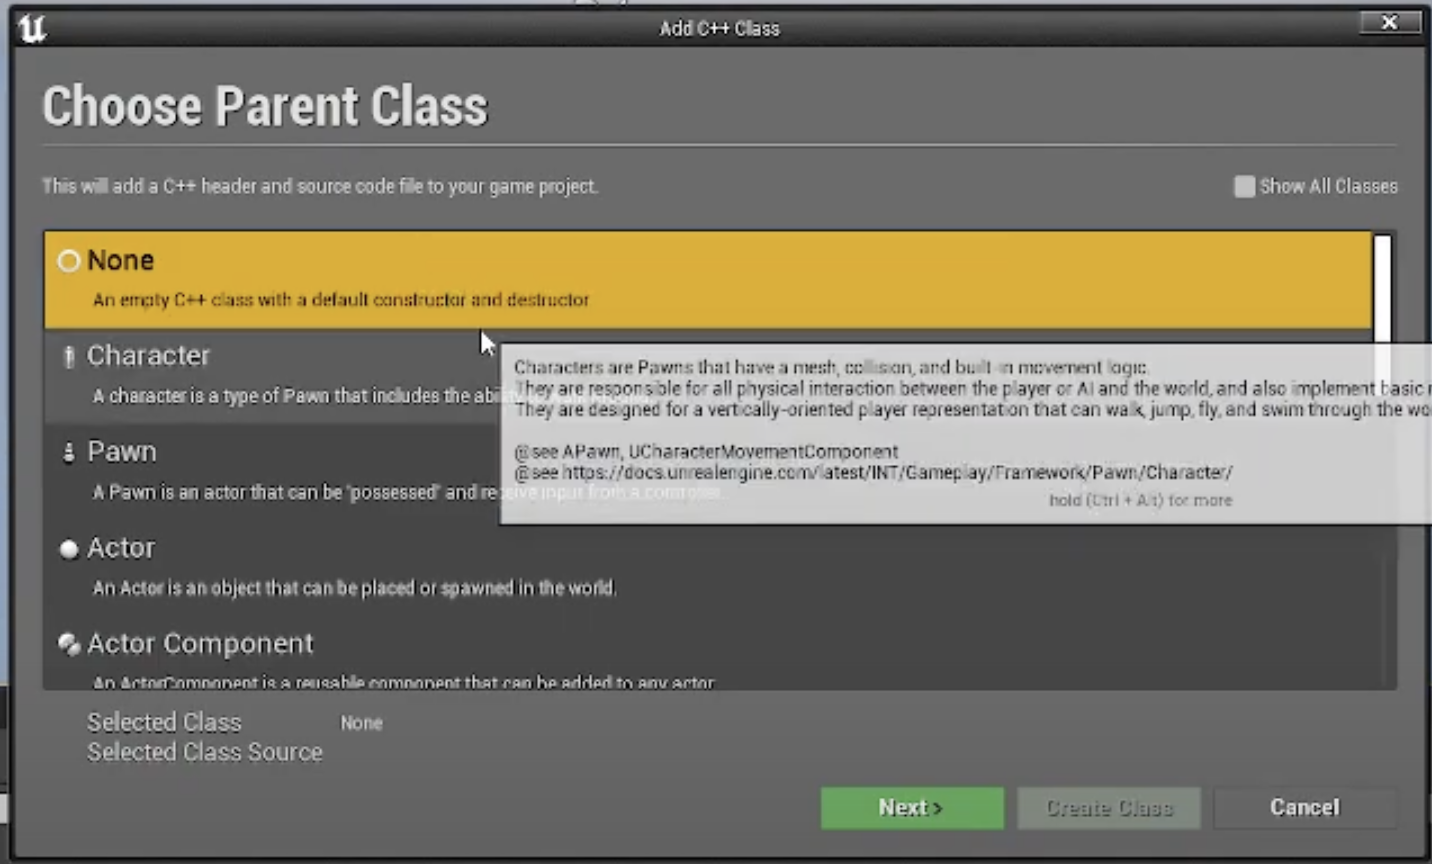 Add C++ Class
Choose Parent Class
This will add a C++ header and source code file to your game project.
Show All Classes
None
An empty C++ class with a default constructor and destructor
Character
A character is a type of Pawn that includes the
Characters are Pawns that have a mesh, collision, and built-in movement logic.
They are responsible for all physical interaction between the player or AI and the world, and also implement basic
They are designed for a vertically-oriented player representation that can walk, jump, fly, and swim through the
@see APawn, UCharacterMovementComponent
@see https://docs.unrealengine.com/latest/INT/Gameplay/Framework/Pawn/Character/
hold (Ctrl + Alt) for more
Pawn
A Pawn is an actor that can be 'possessed' and receive input from a controller.
Actor
An Actor is an object that can be placed or spawned in the world.
Actor Component
An ActorComponent is a reusable component that can be added to any actor.
Selected Class None
Selected Class Source
Next >
Create Class
Cancel